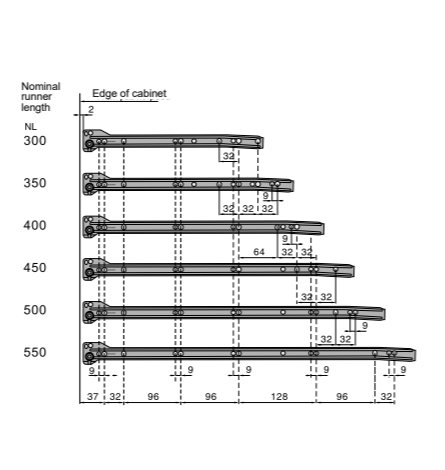 Nominal
runner
length
Edge of cabinet
2
NL
300
32
350
9
32 32 32
400
9
64 32 32
450
32 32
500
9
32 32
550
9 9 9 9 9
37 32 96 96 128 96 32